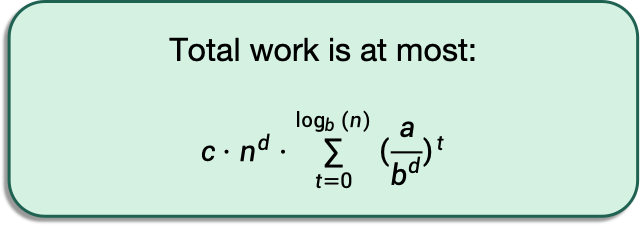 Total work is at most:
c · n^d · ∑_{t=0}^{log_b (n)} (a/b^d)^t